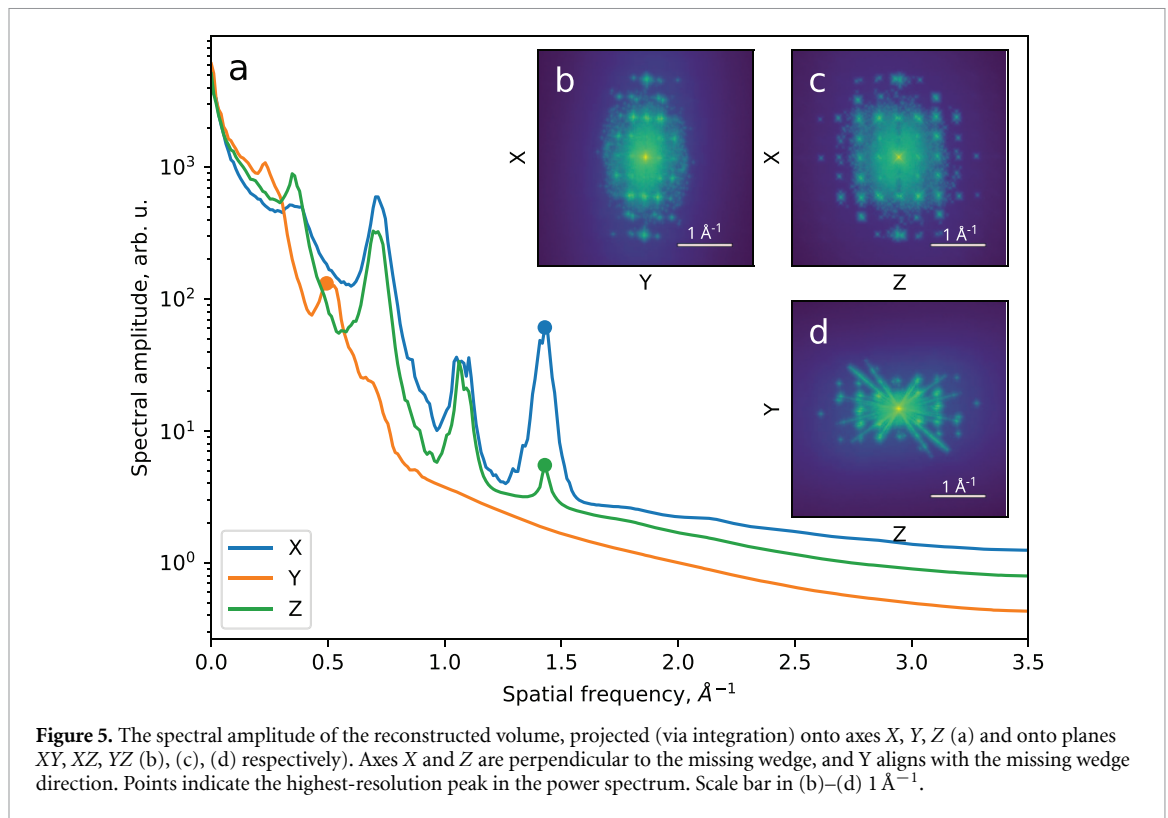 a
b
c
d
Spectral amplitude, arb. u.
10³
10²
10¹
10⁰
X
Y
Z
0.0 0.5 1.0 1.5 2.0 2.5 3.0 3.5
Spatial frequency, Å⁻¹
X
Y
1 Å⁻¹
X
Z
1 Å⁻¹
Y
Z
1 Å⁻¹
Figure 5. The spectral amplitude of the reconstructed volume, projected (via integration) onto axes X, Y, Z (a) and onto planes
XY, XZ, YZ (b), (c), (d) respectively). Axes X and Z are perpendicular to the missing wedge, and Y aligns with the missing wedge
direction. Points indicate the highest-resolution peak in the power spectrum. Scale bar in (b)–(d) 1 Å⁻¹.